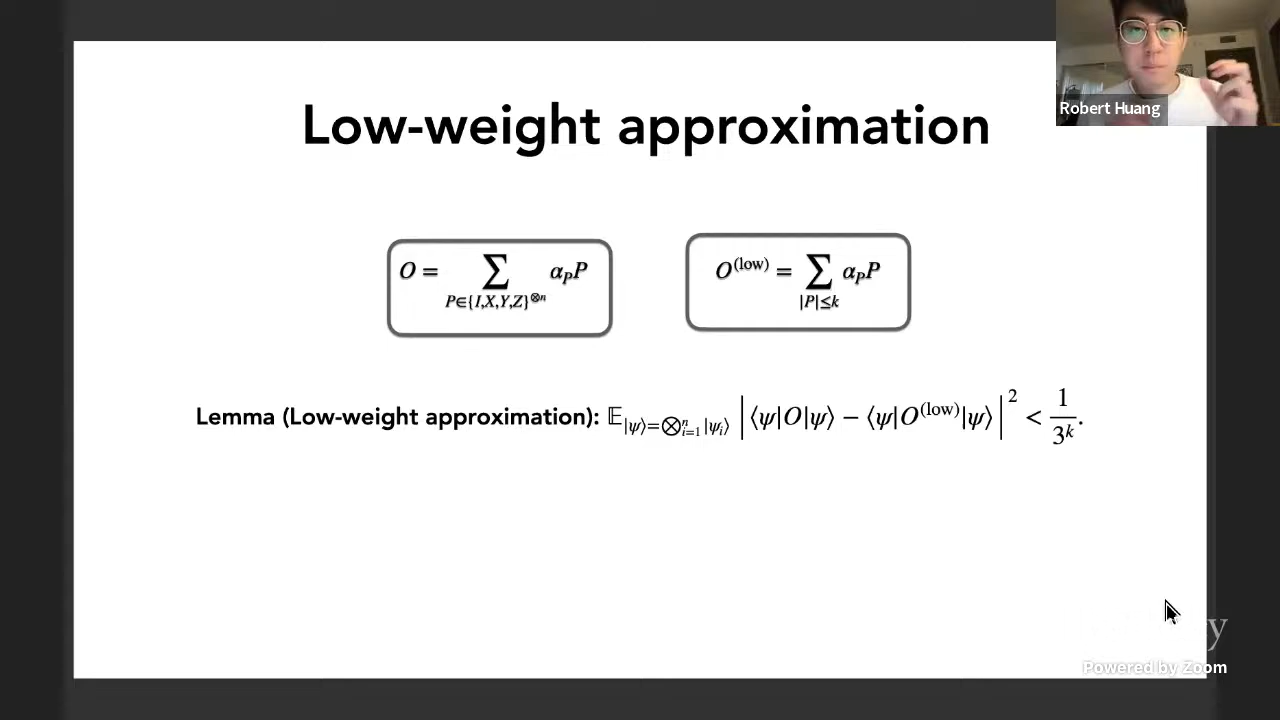 Low-weight approximation
Robert Huang
O = ∑_{P∈{I,X,Y,Z}^{⊗n}} α_P P
O^{(low)} = ∑_{|P|≤k} α_P P
Lemma (Low-weight approximation): 𝔼_{|ψ⟩=⊗_{i=1}^{n}|ψ_i⟩} |⟨ψ|O|ψ⟩ − ⟨ψ|O^{(low)}|ψ⟩|^2 < 1/3^k.
Powered by Zoom